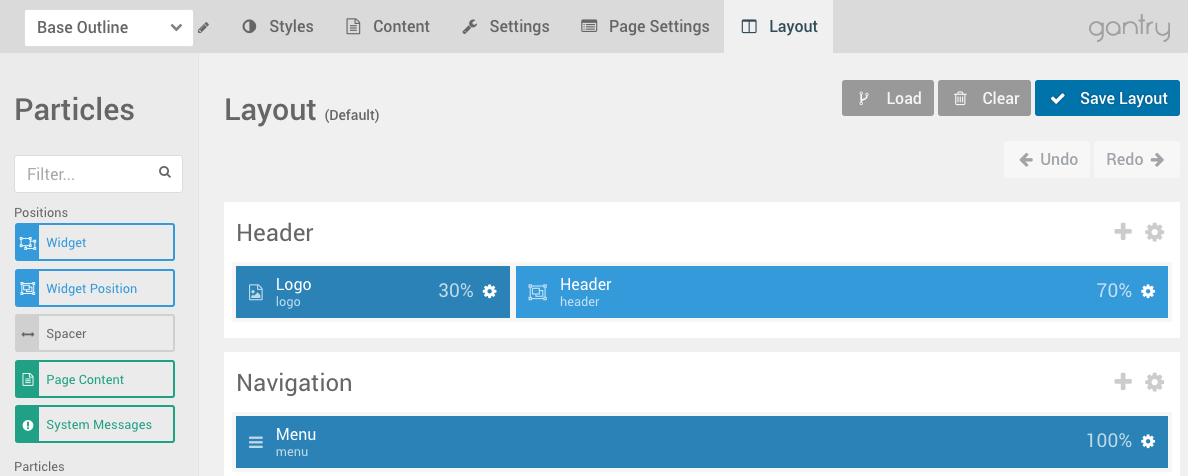 Base Outline
Styles
Content
Settings
Page Settings
Layout
gantry
Particles
Filter...
Positions
Widget
Widget Position
Spacer
Page Content
System Messages
Particles
Layout (Default)
Load
Clear
Save Layout
Undo
Redo
Header
Logo
logo
30%
Header
header
70%
Navigation
Menu
menu
100%